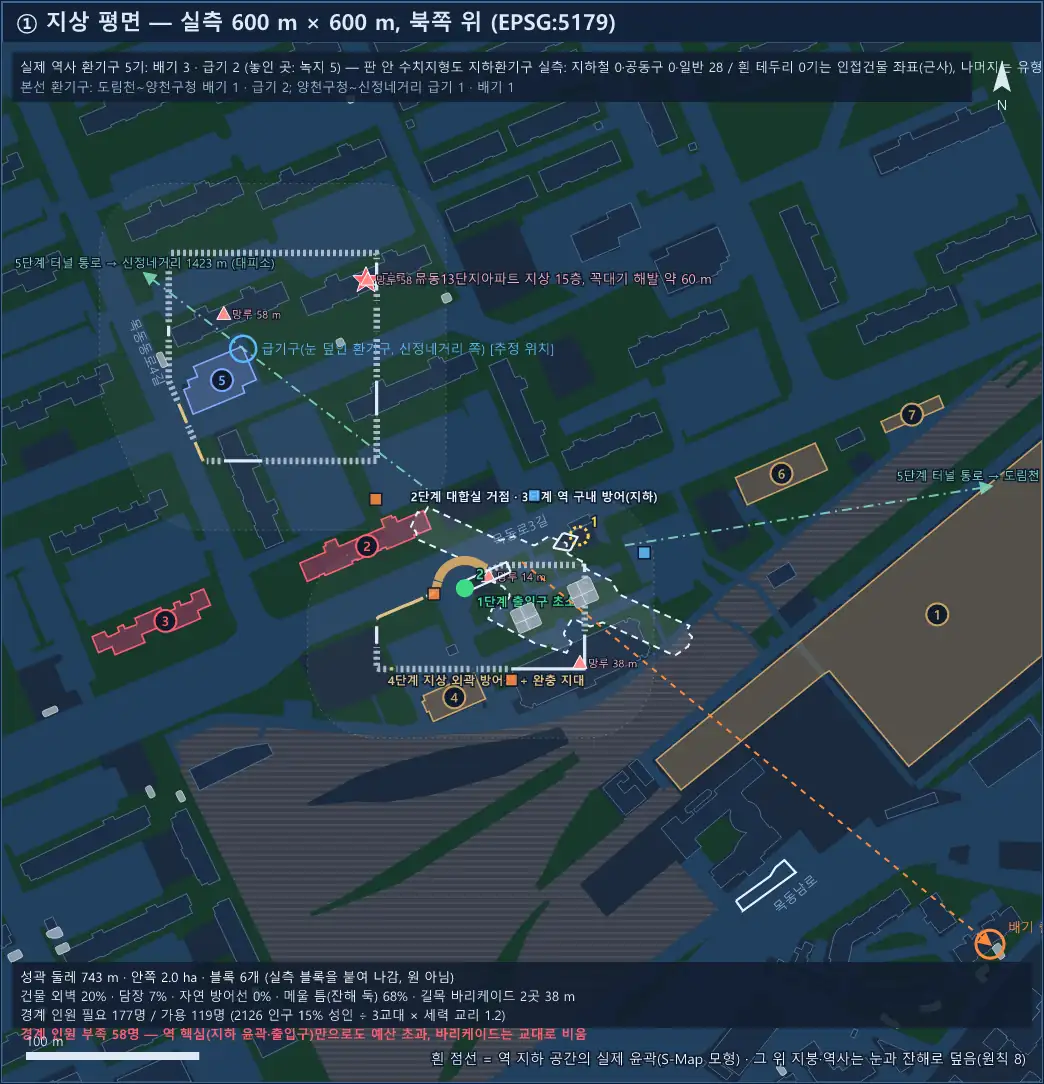 ① 지상 평면 — 실측 600 m × 600 m, 북쪽 위 (EPSG:5179)
실제 역사 환기구 5기: 배기 3 · 급기 2 (놓인 곳: 녹지 5) — 판 안 수치지형도 지하환기구 실측: 지하철 0·공동구 0·일반 28 / 흰 테두리 0기는 인접건물 좌표(근사), 나머지는 유형
본선 환기구: 도림천~양천구청 배기 1 · 급기 2; 양천구청~신정네거리 급기 1 · 배기 1
N
5단계 터널 통로 → 신정네거리 1423 m (대피소)
망루 58 m
목동13단지아파트 지상 15층, 꼭대기 해발 약 60 m
망루 58 m
목동동로4길
급기구(눈 덮인 환기구, 신정네거리 쪽) [추정 위치]
5
7
6
5단계 터널 통로 → 도림천
2단계 대합실 거점 · 3단계 역 구내 방어(지하)
목동동로3길
1
2
2
망루 14 m
1단계 출입구 초소
1
3
망루 38 m
4단계 지상 외곽 방어 + 완충 지대
4
목동남로
배기
성곽 둘레 743 m · 안쪽 2.0 ha · 블록 6개 (실측 블록을 붙여 나감, 원 아님)
건물 외벽 20% · 담장 7% · 자연 방어선 0% · 메울 틈(잔해 둑) 68% · 길목 바리케이드 2곳 38 m
경계 인원 필요 177명 / 가용 119명 (2126 인구 15% 성인 ÷ 3교대 × 세력 교리 1.2)
경계 인원 부족 58명 — 역 핵심(지하 윤곽·출입구)만으로도 예산 초과, 바리케이드는 교대로 비움
100 m
흰 점선 = 역 지하 공간의 실제 윤곽(S-Map 모형) · 그 위 지붕·역사는 눈과 잔해로 덮음(원칙 8)